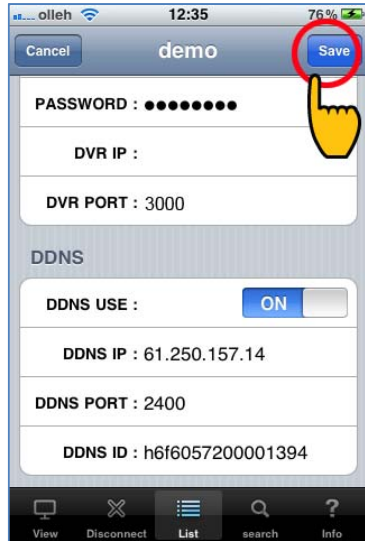 olleh 12:35 76%
Cancel demo Save
PASSWORD : ●●●●●●●●
DVR IP :
DVR PORT : 3000
DDNS
DDNS USE : ON
DDNS IP : 61.250.157.14
DDNS PORT : 2400
DDNS ID : h6f6057200001394
View Disconnect List search Info